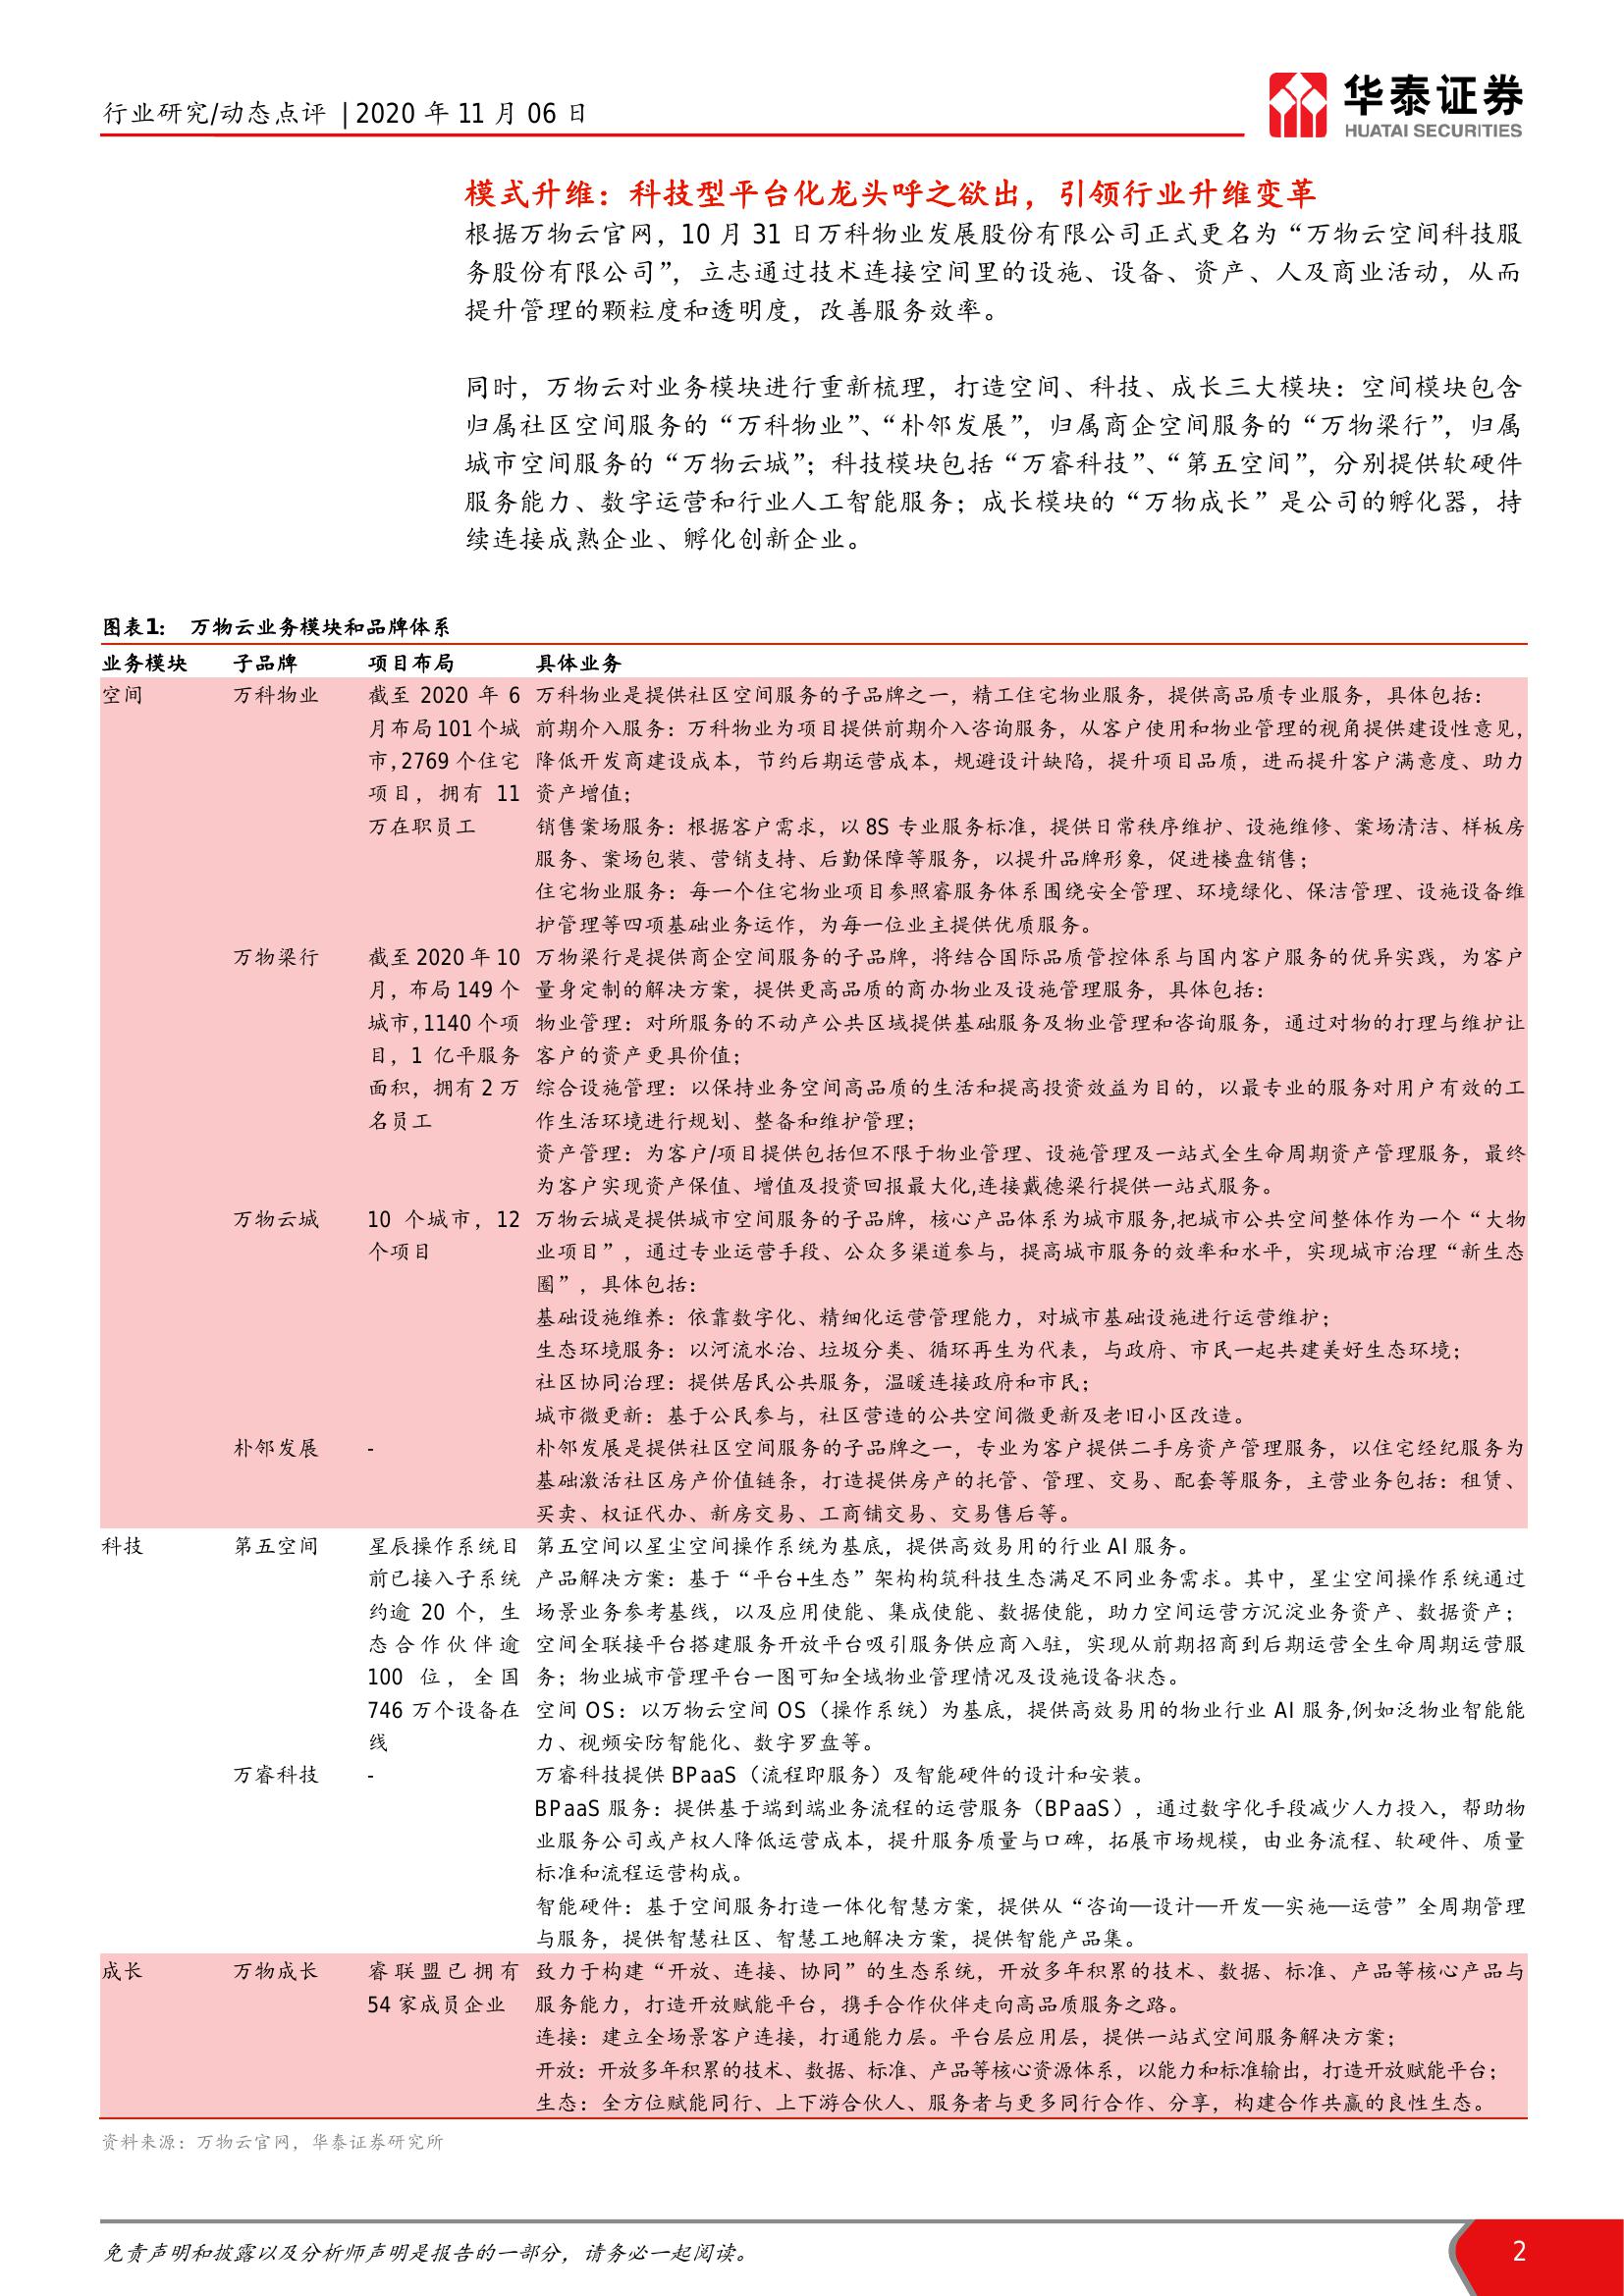 行业研究/动态点评 | 2020 年 11 月 06 日
华泰证券
HUATAI SECURITIES
模式升维：科技型平台化龙头呼之欲出，引领行业升维变革
根据万物云官网，10 月 31 日万科物业发展股份有限公司正式更名为“万物云空间科技服
务股份有限公司”，立志通过技术连接空间里的设施、设备、资产、人及商业活动，从而
提升管理的颗粒度和透明度，改善服务效率。
同时，万物云对业务模块进行重新梳理，打造空间、科技、成长三大模块：空间模块包含
归属社区空间服务的“万科物业”、“朴邻发展”，归属商企空间服务的“万物梁行”，归属
城市空间服务的“万物云城”；科技模块包括“万睿科技”、“第五空间”，分别提供软硬件
服务能力、数字运营和行业人工智能服务；成长模块的“万物成长”是公司的孵化器，持
续连接成熟企业、孵化创新企业。
图表1： 万物云业务模块和品牌体系
业务模块 子品牌 项目布局 具体业务
空间 万科物业 截至 2020 年 6 万科物业是提供社区空间服务的子品牌之一，精工住宅物业服务，提供高品质专业服务，具体包括：
月布局 101 个城 前期介入服务：万科物业为项目提供前期介入咨询服务，从客户使用和物业管理的视角提供建设性意见，
市，2769 个住宅 降低开发商建设成本，节约后期运营成本，规避设计缺陷，提升项目品质，进而提升客户满意度、助力
项目，拥有 11 资产增值；
万在职员工 销售案场服务：根据客户需求，以 8S 专业服务标准，提供日常秩序维护、设施维修、案场清洁、样板房
服务、案场包装、营销支持、后勤保障等服务，以提升品牌形象，促进楼盘销售；
住宅物业服务：每一个住宅物业项目参照睿服务体系围绕安全管理、环境绿化、保洁管理、设施设备维
护管理等四项基础业务运作，为每一位业主提供优质服务。
万物梁行 截至 2020 年 10 万物梁行是提供商企空间服务的子品牌，将结合国际品质管控体系与国内客户服务的优异实践，为客户
月，布局 149 个 量身定制的解决方案，提供更高品质的商办物业及设施管理服务，具体包括：
城市，1140 个项 物业管理：对所服务的不动产公共区域提供基础服务及物业管理和咨询服务，通过对物的打理与维护让
目，1 亿平服务 客户的资产更具价值；
面积，拥有 2 万 综合设施管理：以保持业务空间高品质的生活和提高投资效益为目的，以最专业的服务对用户有效的工
名员工 作生活环境进行规划、整备和维护管理；
资产管理：为客户/项目提供包括但不限于物业管理、设施管理及一站式全生命周期资产管理服务，最终
为客户实现资产保值、增值及投资回报最大化,连接戴德梁行提供一站式服务。
万物云城 10 个城市，12 万物云城是提供城市空间服务的子品牌，核心产品体系为城市服务,把城市公共空间整体作为一个“大物
个项目 业项目”，通过专业运营手段、公众多渠道参与，提高城市服务的效率和水平，实现城市治理“新生态
圈”，具体包括：
基础设施维养：依靠数字化、精细化运营管理能力，对城市基础设施进行运营维护；
生态环境服务：以河流水治、垃圾分类、循环再生为代表，与政府、市民一起共建美好生态环境；
社区协同治理：提供居民公共服务，温暖连接政府和市民；
城市微更新：基于公民参与，社区营造的公共空间微更新及老旧小区改造。
朴邻发展 - 朴邻发展是提供社区空间服务的子品牌之一，专业为客户提供二手房资产管理服务，以住宅经纪服务为
基础激活社区房产价值链条，打造提供房产的托管、管理、交易、配套等服务，主营业务包括：租赁、
买卖、权证代办、新房交易、工商铺交易、交易售后等。
科技 第五空间 星辰操作系统目 第五空间以星尘空间操作系统为基底，提供高效易用的行业 AI 服务。
前已接入子系统 产品解决方案：基于“平台+生态”架构构筑科技生态满足不同业务需求。其中，星尘空间操作系统通过
约逾 20 个，生 场景业务参考基线，以及应用使能、集成使能、数据使能，助力空间运营方沉淀业务资产、数据资产；
态合作伙伴逾 空间全联接平台搭建服务开放平台吸引服务供应商入驻，实现从前期招商到后期运营全生命周期运营服
100 位，全国 务；物业城市管理平台一图可知全域物业管理情况及设施设备状态。
746 万个设备在 空间 OS：以万物云空间 OS（操作系统）为基底，提供高效易用的物业行业 AI 服务,例如泛物业智能能
线 力、视频安防智能化、数字罗盘等。
万睿科技 - 万睿科技提供 BPaaS（流程即服务）及智能硬件的设计和安装。
BPaaS 服务：提供基于端到端业务流程的运营服务（BPaaS），通过数字化手段减少人力投入，帮助物
业服务公司或产权人降低运营成本，提升服务质量与口碑，拓展市场规模，由业务流程、软硬件、质量
标准和流程运营构成。
智能硬件：基于空间服务打造一体化智慧方案，提供从“咨询—设计—开发—实施—运营”全周期管理
与服务，提供智慧社区、智慧工地解决方案，提供智能产品集。
成长 万物成长 睿联盟已拥有 致力于构建“开放、连接、协同”的生态系统，开放多年积累的技术、数据、标准、产品等核心产品与
54 家成员企业 服务能力，打造开放赋能平台，携手合作伙伴走向高品质服务之路。
连接：建立全场景客户连接，打通能力层。平台层应用层，提供一站式空间服务解决方案；
开放：开放多年积累的技术、数据、标准、产品等核心资源体系，以能力和标准输出，打造开放赋能平台；
生态：全方位赋能同行、上下游合伙人、服务者与更多同行合作、分享，构建合作共赢的良性生态。
资料来源：万物云官网，华泰证券研究所
免责声明和披露以及分析师声明是报告的一部分，请务必一起阅读。
2